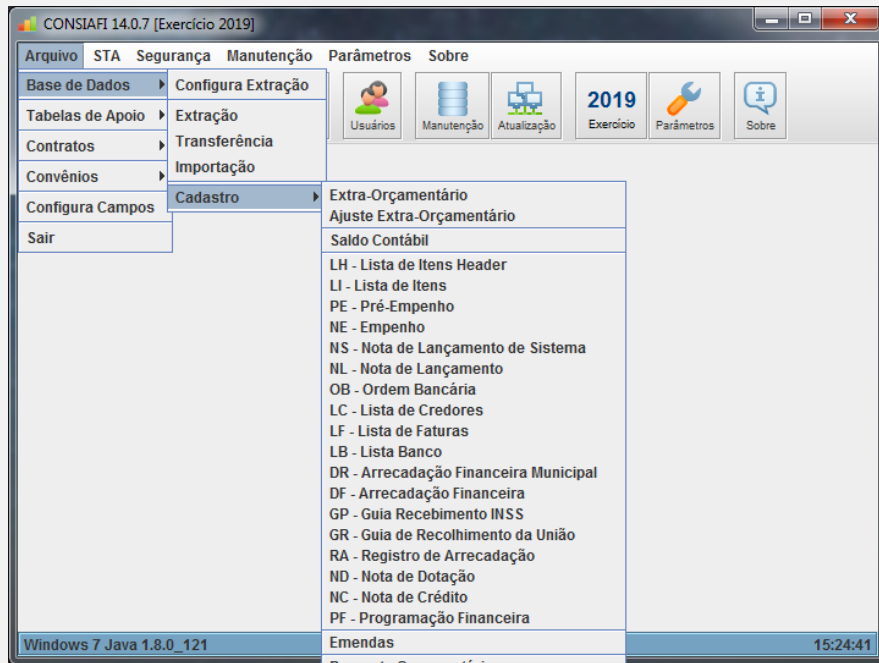 CONSIAFI 14.0.7 [Exercício 2019]
Arquivo STA Segurança Manutenção Parâmetros Sobre
Base de Dados
Tabelas de Apoio
Contratos
Convênios
Configura Campos
Sair
Configura Extração
Extração
Transferência
Importação
Cadastro
Usuários
Manutenção
Atualização
2019
Exercício
Parâmetros
Sobre
Extra-Orçamentário
Ajuste Extra-Orçamentário
Saldo Contábil
LH - Lista de Itens Header
LI - Lista de Itens
PE - Pré-Empenho
NE - Empenho
NS - Nota de Lançamento de Sistema
NL - Nota de Lançamento
OB - Ordem Bancária
LC - Lista de Credores
LF - Lista de Faturas
LB - Lista Banco
DR - Arrecadação Financeira Municipal
DF - Arrecadação Financeira
GP - Guia Recebimento INSS
GR - Guia de Recolhimento da União
RA - Registro de Arrecadação
ND - Nota de Dotação
NC - Nota de Crédito
PF - Programação Financeira
Emendas
Windows 7 Java 1.8.0_121
15:24:41